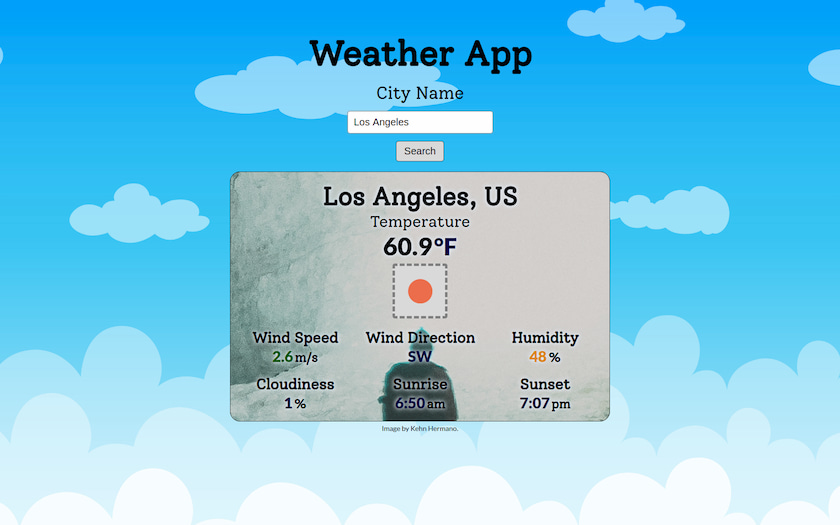 Weather App
City Name
Los Angeles
Search
Los Angeles, US
Temperature
60.9°F
Wind Speed Wind Direction Humidity
2.6 m/s SW 48 %
Cloudiness Sunrise Sunset
1 % 6:50 am 7:07 pm
Image by Kehn Hermano.